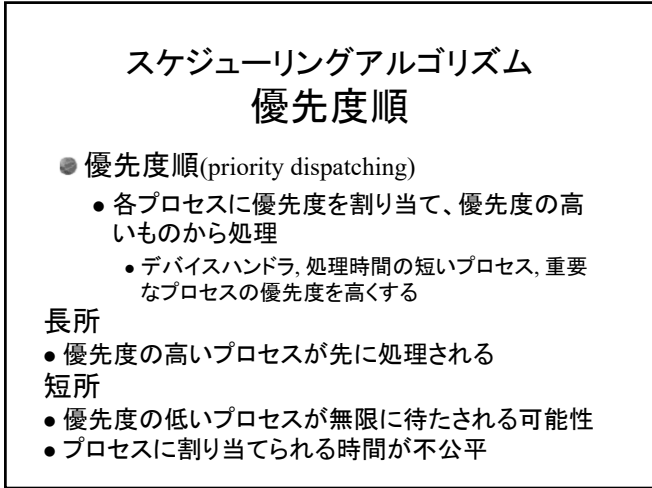 スケジューリングアルゴリズム
優先度順
優先度順(priority dispatching)
● 各プロセスに優先度を割り当て、優先度の高
いものから処理
● デバイスハンドラ, 処理時間の短いプロセス, 重要
なプロセスの優先度を高くする
長所
● 優先度の高いプロセスが先に処理される
短所
● 優先度の低いプロセスが無限に待たされる可能性
● プロセスに割り当てられる時間が不公平